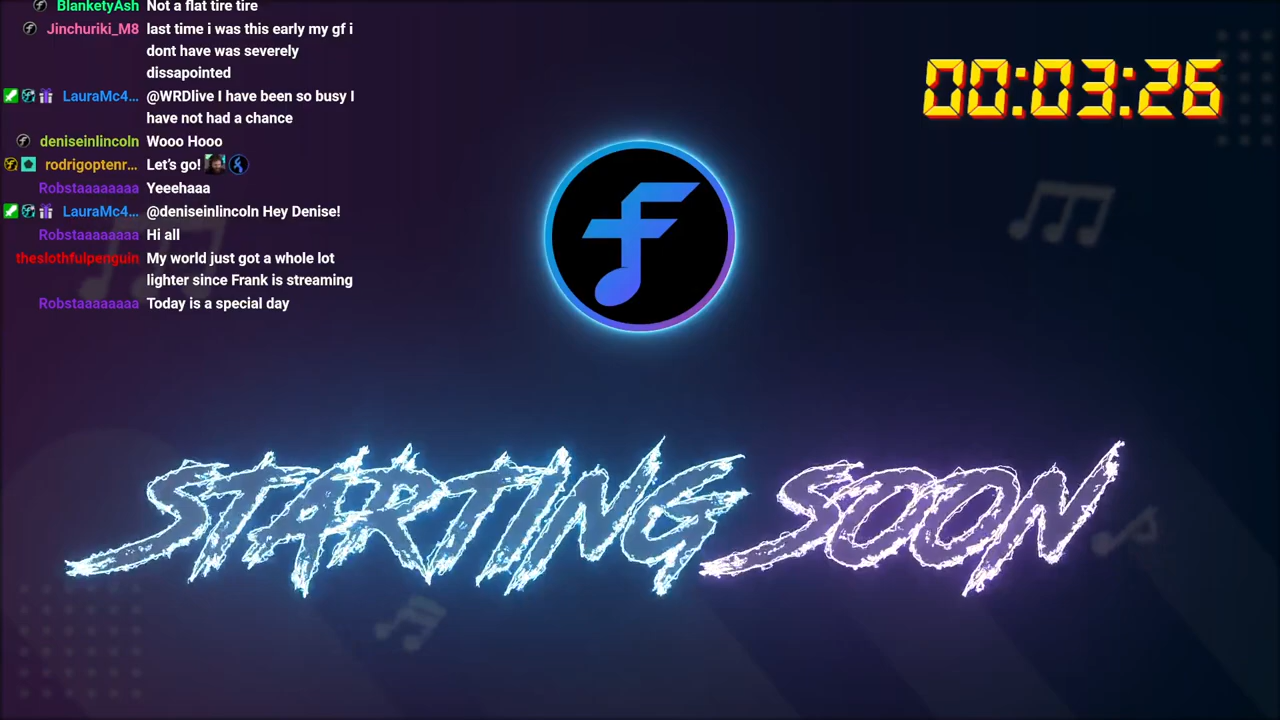 BlanketyAsh Not a flat tire tire
Jinchuriki_M8 last time i was this early my gf i
dont have was severely
dissapointed
LauraMc4... @WRDlive I have been so busy I
have not had a chance
deniseinlincoln Wooo Hooo
rodrigoptenr... Let's go!
Robstaaaaaaaa Yeeehaaa
LauraMc4... @deniseinlincoln Hey Denise!
Robstaaaaaaaa Hi all
theslothfulpenguin My world just got a whole lot
lighter since Frank is streaming
Robstaaaaaaaa Today is a special day
00:03:26
STARTING SOON